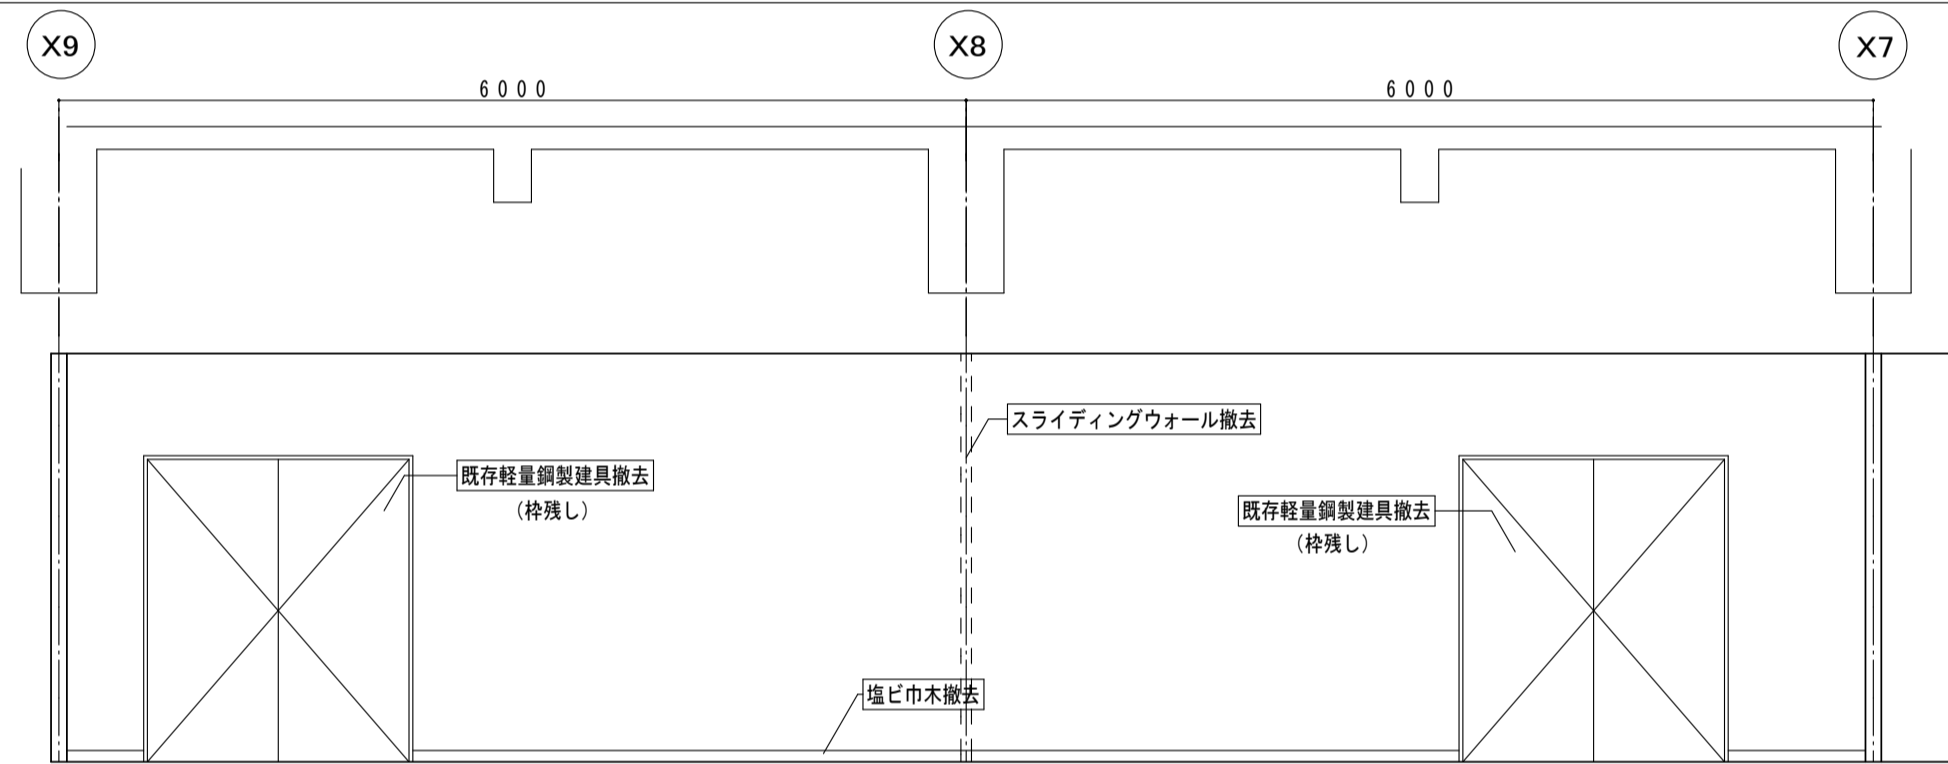 X9
X8
X7
6000
6000
スライディングウォール撤去
既存軽量鋼製建具撤去
（枠残し）
既存軽量鋼製建具撤去
（枠残し）
塩ビ巾木撤去